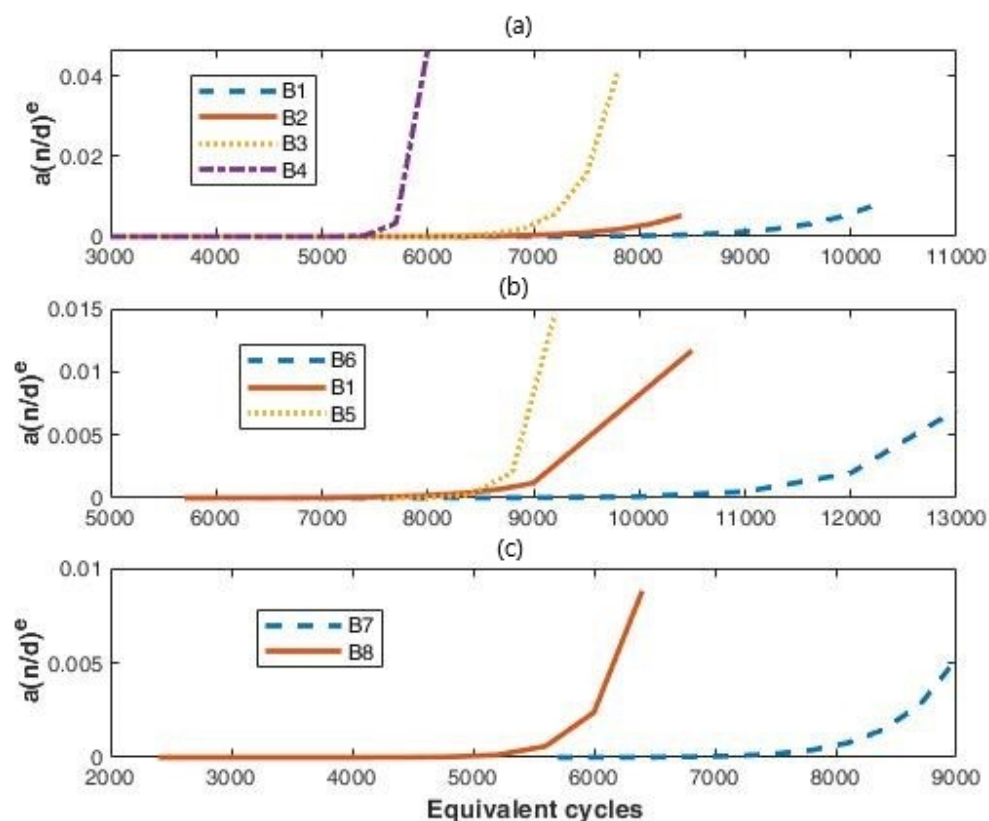 (a)
a(n/d)^e
0.04
0.02
0
B1
B2
B3
B4
3000 4000 5000 6000 7000 8000 9000 10000 11000
(b)
a(n/d)^e
0.015
0.01
0.005
0
B6
B1
B5
5000 6000 7000 8000 9000 10000 11000 12000 13000
(c)
a(n/d)^e
0.01
0.005
0
B7
B8
2000 3000 4000 5000 6000 7000 8000 9000
Equivalent cycles